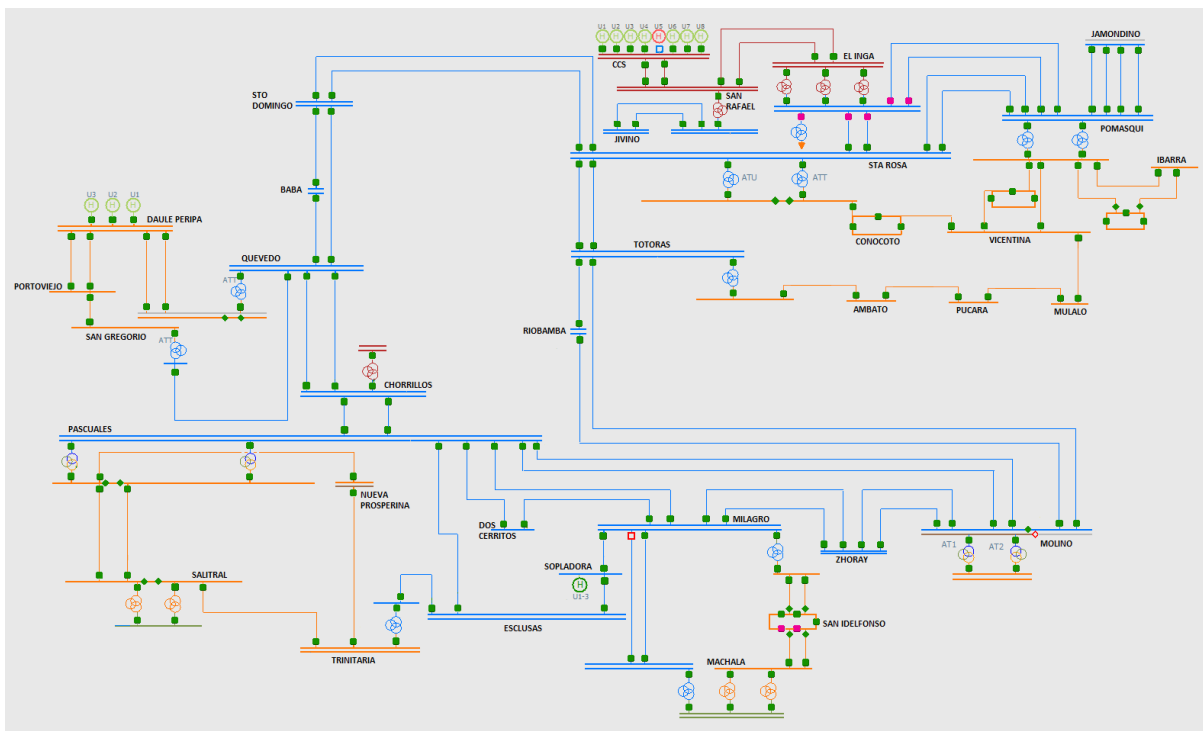 U1 U2 U3 U4 U5 U6 U7 U8
CCS
EL INGA
JAMONDINO
STO
DOMINGO
SAN
RAFAEL
JIVINO
POMASQUI
STA ROSA
IBARRA
BABA
ATU
ATT
U3 U2 U1
DAULE PERIPA
CONOCOTO
VICENTINA
QUEVEDO
TOTORAS
ATT
PORTOVIEJO
AMBATO
PUCARA
MULALO
RIOBAMBA
SAN GREGORIO
ATT
CHORRILLOS
PASCUALES
NUEVA
PROSPERINA
DOS
CERRITOS
MILAGRO
AT1
AT2
MOLINO
ZHORAY
SOPLADORA
U1-3
SALITRAL
ESCLUSAS
SAN IDELFONSO
TRINITARIA
MACHALA